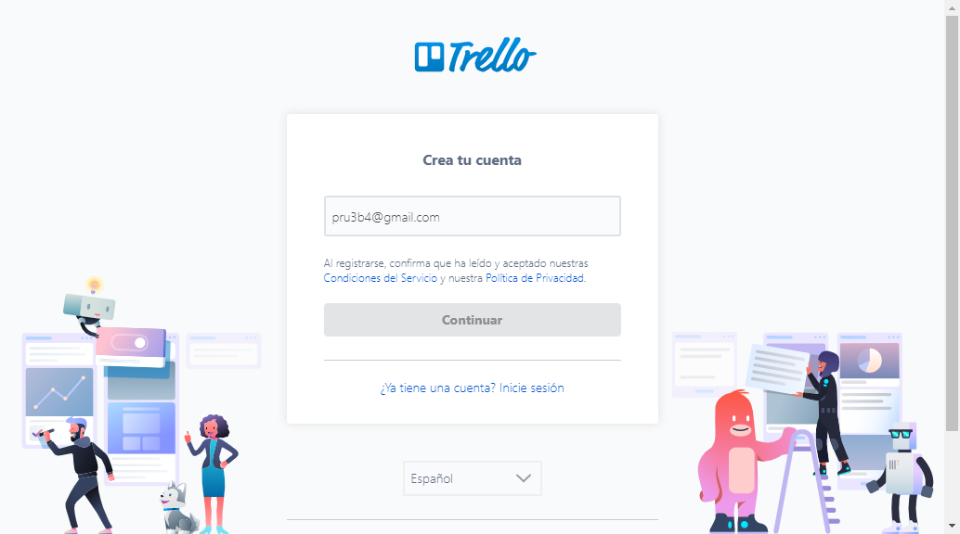 Trello
Crea tu cuenta
pru3b4@gmail.com
Al registrarse, confirma que ha leído y aceptado nuestras
Condiciones del Servicio y nuestra Política de Privacidad.
Continuar
¿Ya tiene una cuenta? Inicie sesión
Español